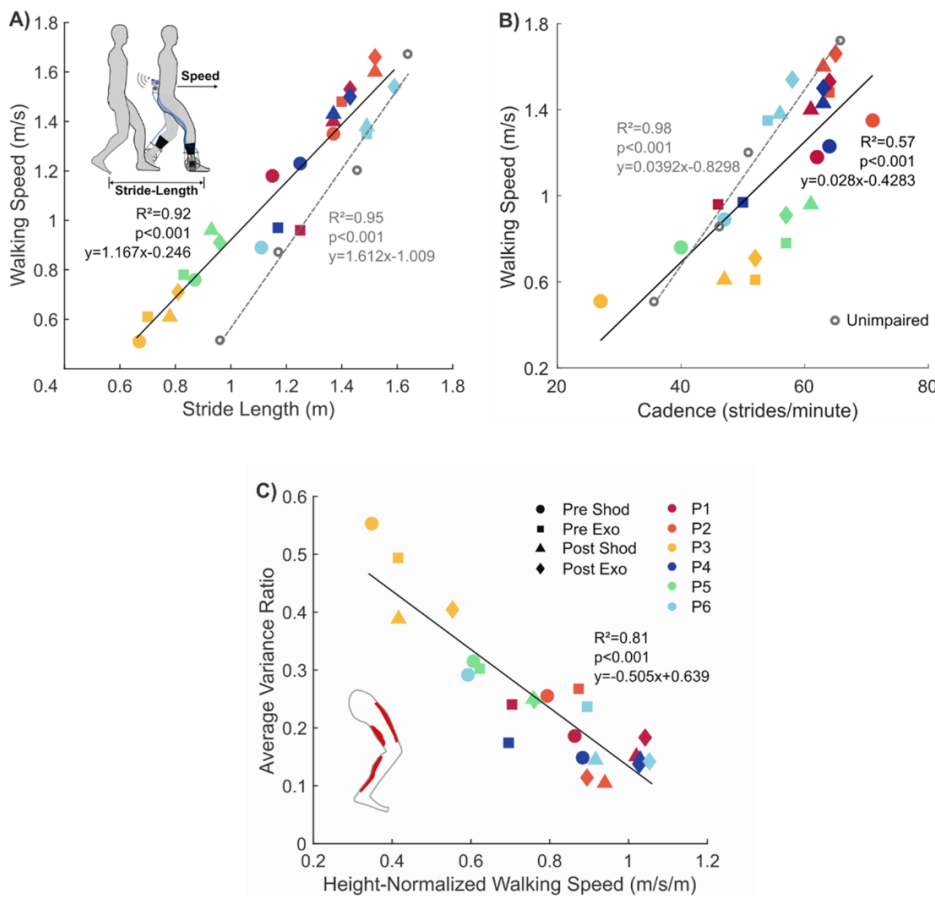 A)
1.8
1.6
1.4
1.2
1
0.8
0.6
Walking Speed (m/s)
Speed
Stride-Length
R²=0.92
p<0.001
y=1.167x-0.246
R²=0.95
p<0.001
y=1.612x-1.009
0.4
0.6
0.8
1
1.2
1.4
1.6
1.8
Stride Length (m)
B)
1.8
1.4
1
0.6
0.2
Walking Speed (m/s)
R²=0.98
p<0.001
y=0.0392x-0.8298
R²=0.57
p<0.001
y=0.028x-0.4283
Unimpaired
20
40
60
80
Cadence (strides/minute)
C)
0.6
0.5
0.4
0.3
0.2
0.1
0
Average Variance Ratio
Pre Shod
Pre Exo
Post Shod
Post Exo
P1
P2
P3
P4
P5
P6
R²=0.81
p<0.001
y=-0.505x+0.639
0.2
0.4
0.6
0.8
1
1.2
Height-Normalized Walking Speed (m/s/m)